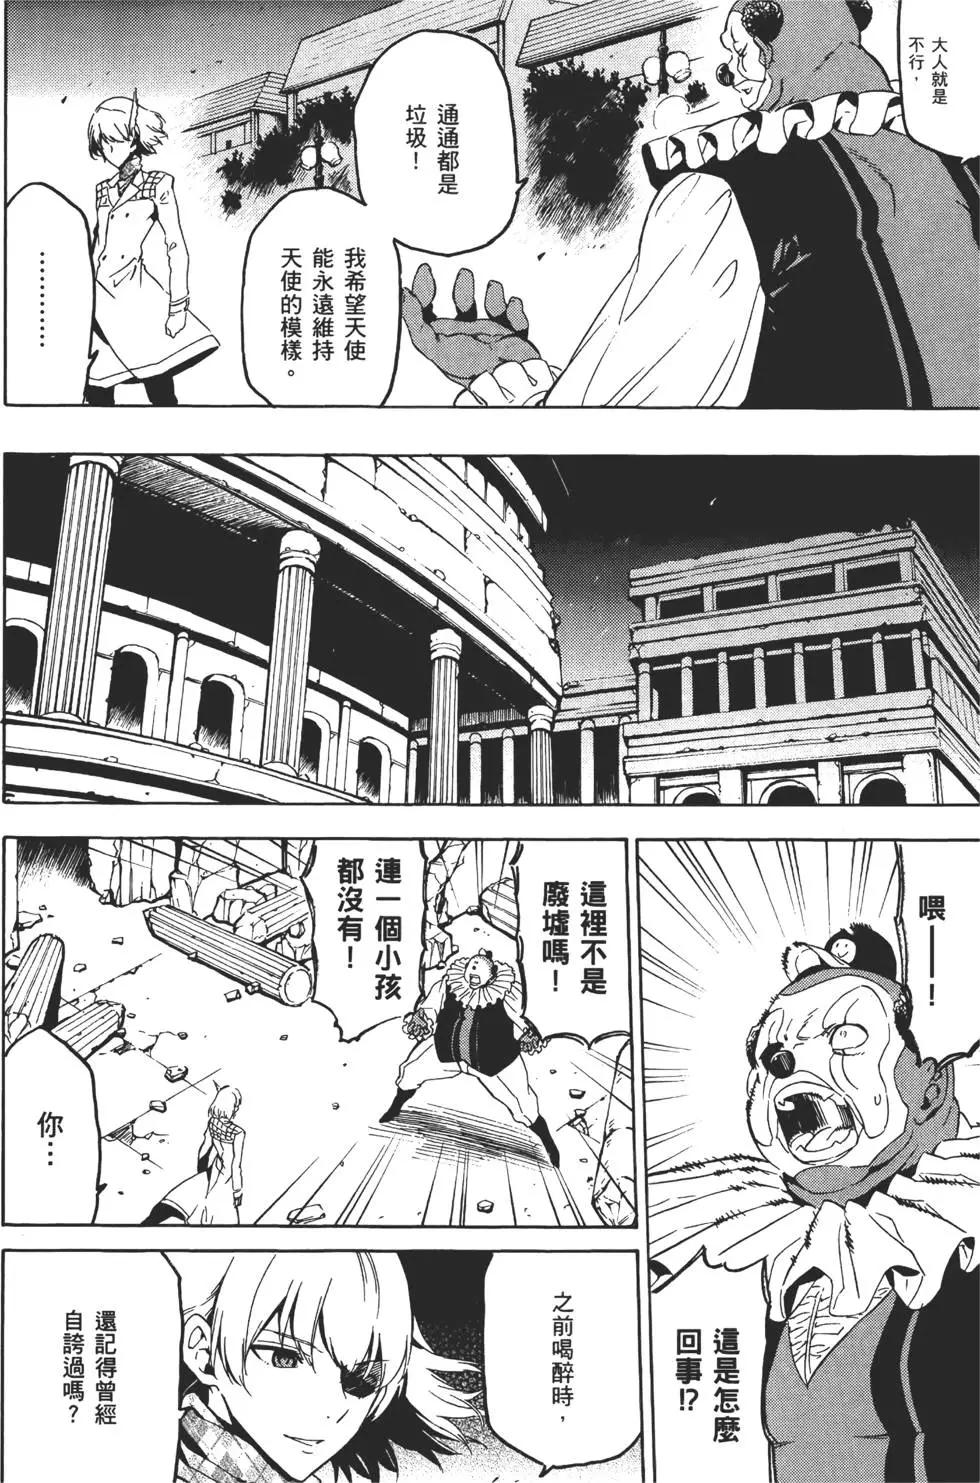 大人就是
不行，
通通都是
垃圾！
我希望天使
能永遠維持
天使的模樣。
…………
喂——！
這是怎麼
回事!?
這裡不是
廢墟嗎！
連一個小孩
都沒有！
你…
之前喝醉時，
還記得曾經
自誇過嗎？